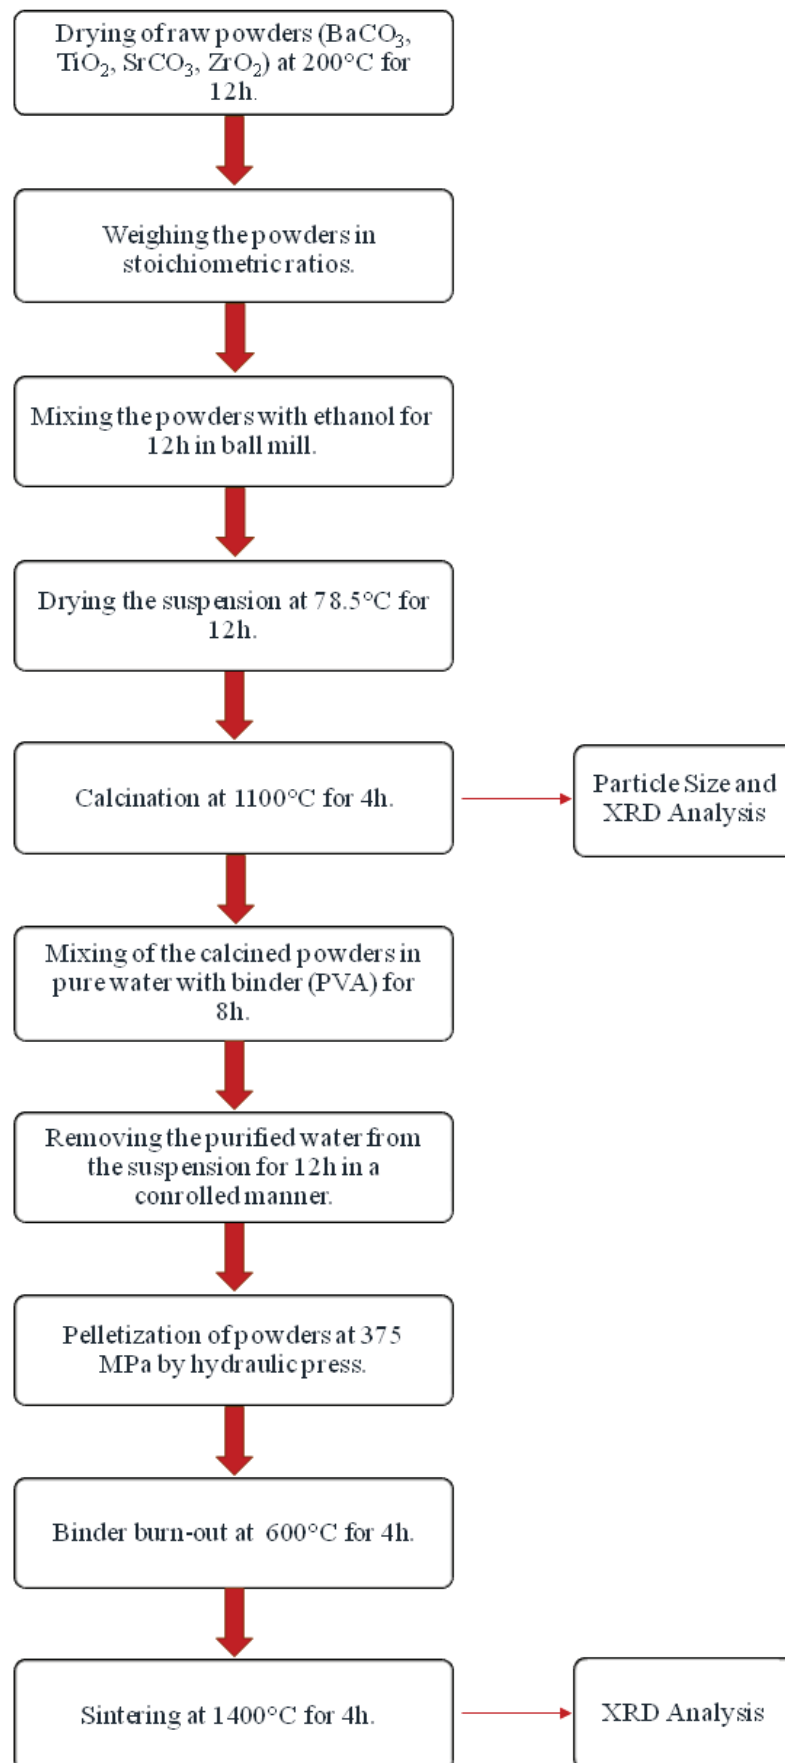 Drying of raw powders (BaCO₃,
TiO₂, SrCO₃, ZrO₂) at 200°C for
12h.
Weighing the powders in
stoichiometric ratios.
Mixing the powders with ethanol for
12h in ball mill.
Drying the suspension at 78.5°C for
12h.
Calcination at 1100°C for 4h.
Particle Size and
XRD Analysis
Mixing of the calcined powders in
pure water with binder (PVA) for
8h.
Removing the purified water from
the suspension for 12h in a
conrolled manner.
Pelletization of powders at 375
MPa by hydraulic press.
Binder burn-out at 600°C for 4h.
Sintering at 1400°C for 4h.
XRD Analysis